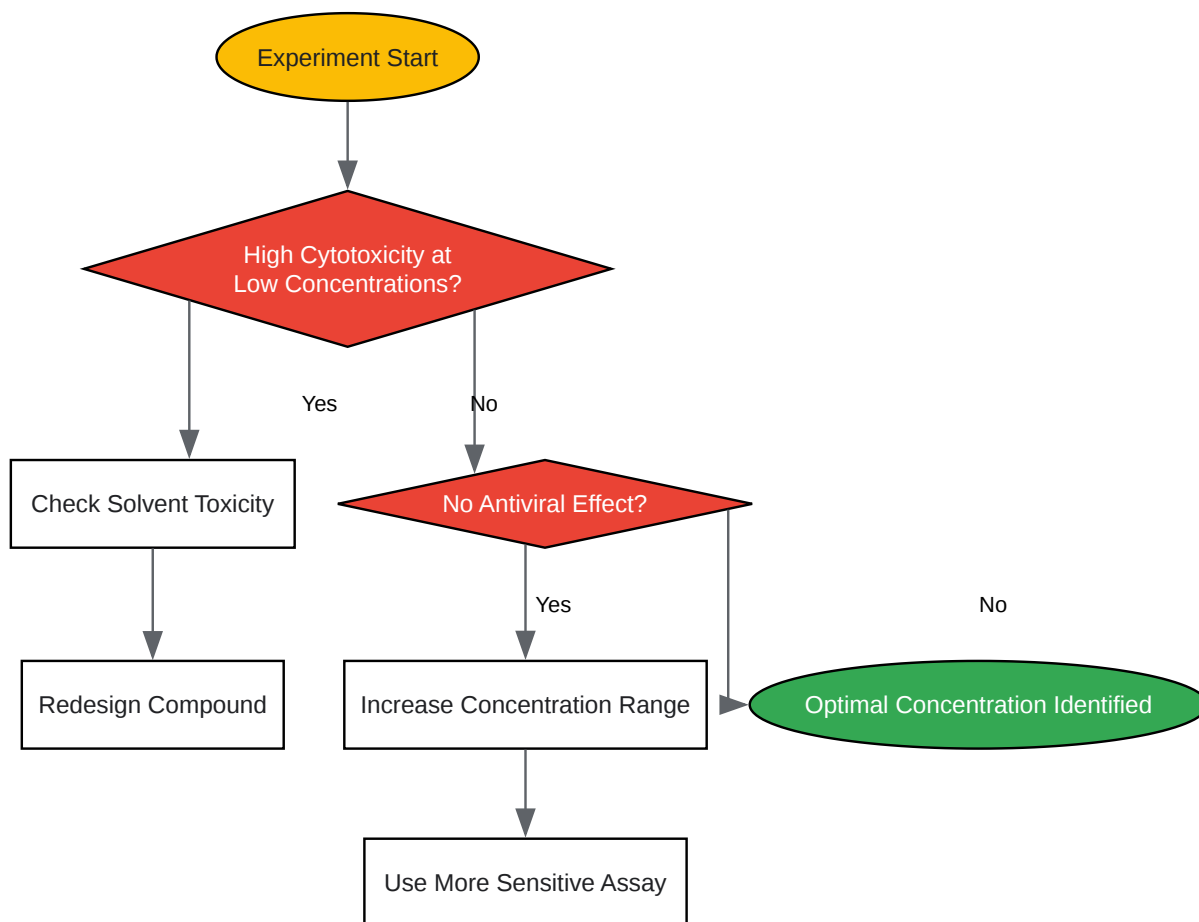 Experiment Start
High Cytotoxicity at
Low Concentrations?
Yes
No
Check Solvent Toxicity
No Antiviral Effect?
Yes
No
Redesign Compound
Increase Concentration Range
Optimal Concentration Identified
Use More Sensitive Assay